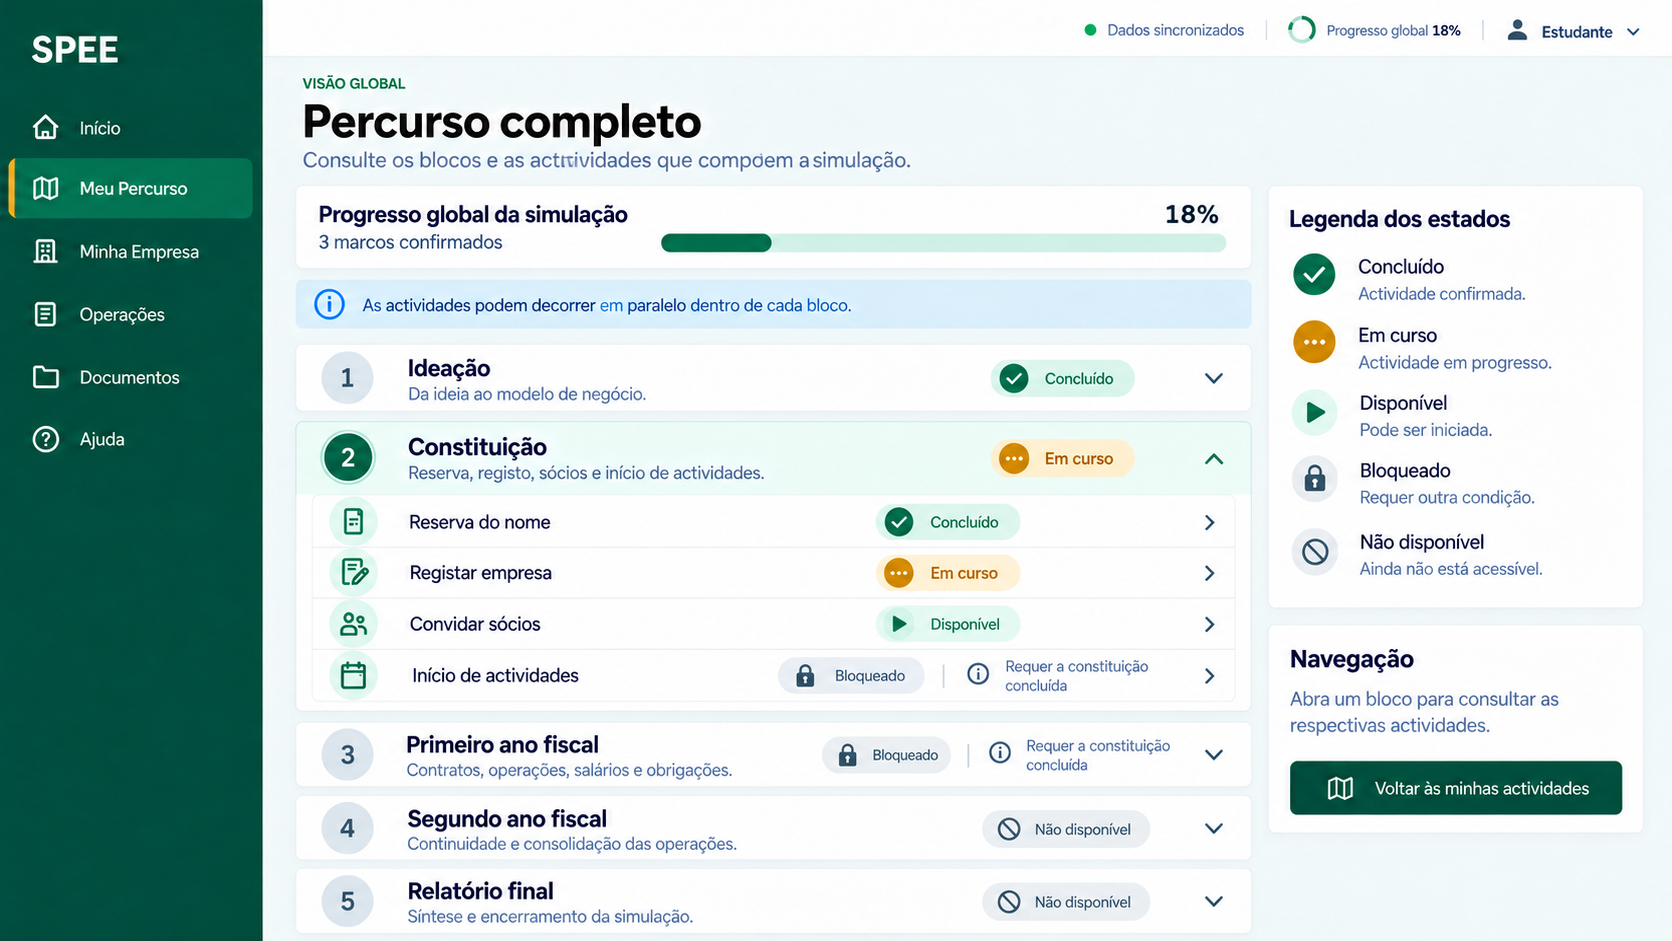 SPEE
Início
Meu Percurso
Minha Empresa
Operações
Documentos
Ajuda
Dados sincronizados
Progresso global 18%
Estudante
VISÃO GLOBAL
Percurso completo
Consulte os blocos e as actnividades que compõem a simulação.
Progresso global da simulação
3 marcos confirmados
18%
As actividades podem decorrer em paralelo dentro de cada bloco.
1
Ideação
Da ideia ao modelo de negócio.
Concluído
2
Constituição
Reserva, registo, sócios e início de actividades.
Em curso
Reserva do nome
Concluído
Registar empresa
Em curso
Convidar sócios
Disponível
Início de actividades
Bloqueado
Requer a constituição
concluída
3
Primeiro ano fiscal
Contratos, operações, salários e obrigações.
Bloqueado
Requer a constituição
concluída
4
Segundo ano fiscal
Continuidade e consolidação das operações.
Não disponível
5
Relatório final
Síntese e encerramento da simulação.
Não disponível
Legenda dos estados
Concluído
Actividade confirmada.
Em curso
Actividade em progresso.
Disponível
Pode ser iniciada.
Bloqueado
Requer outra condição.
Não disponível
Ainda não está acessível.
Navegação
Abra um bloco para consultar as
respectivas actividades.
Voltar às minhas actividades